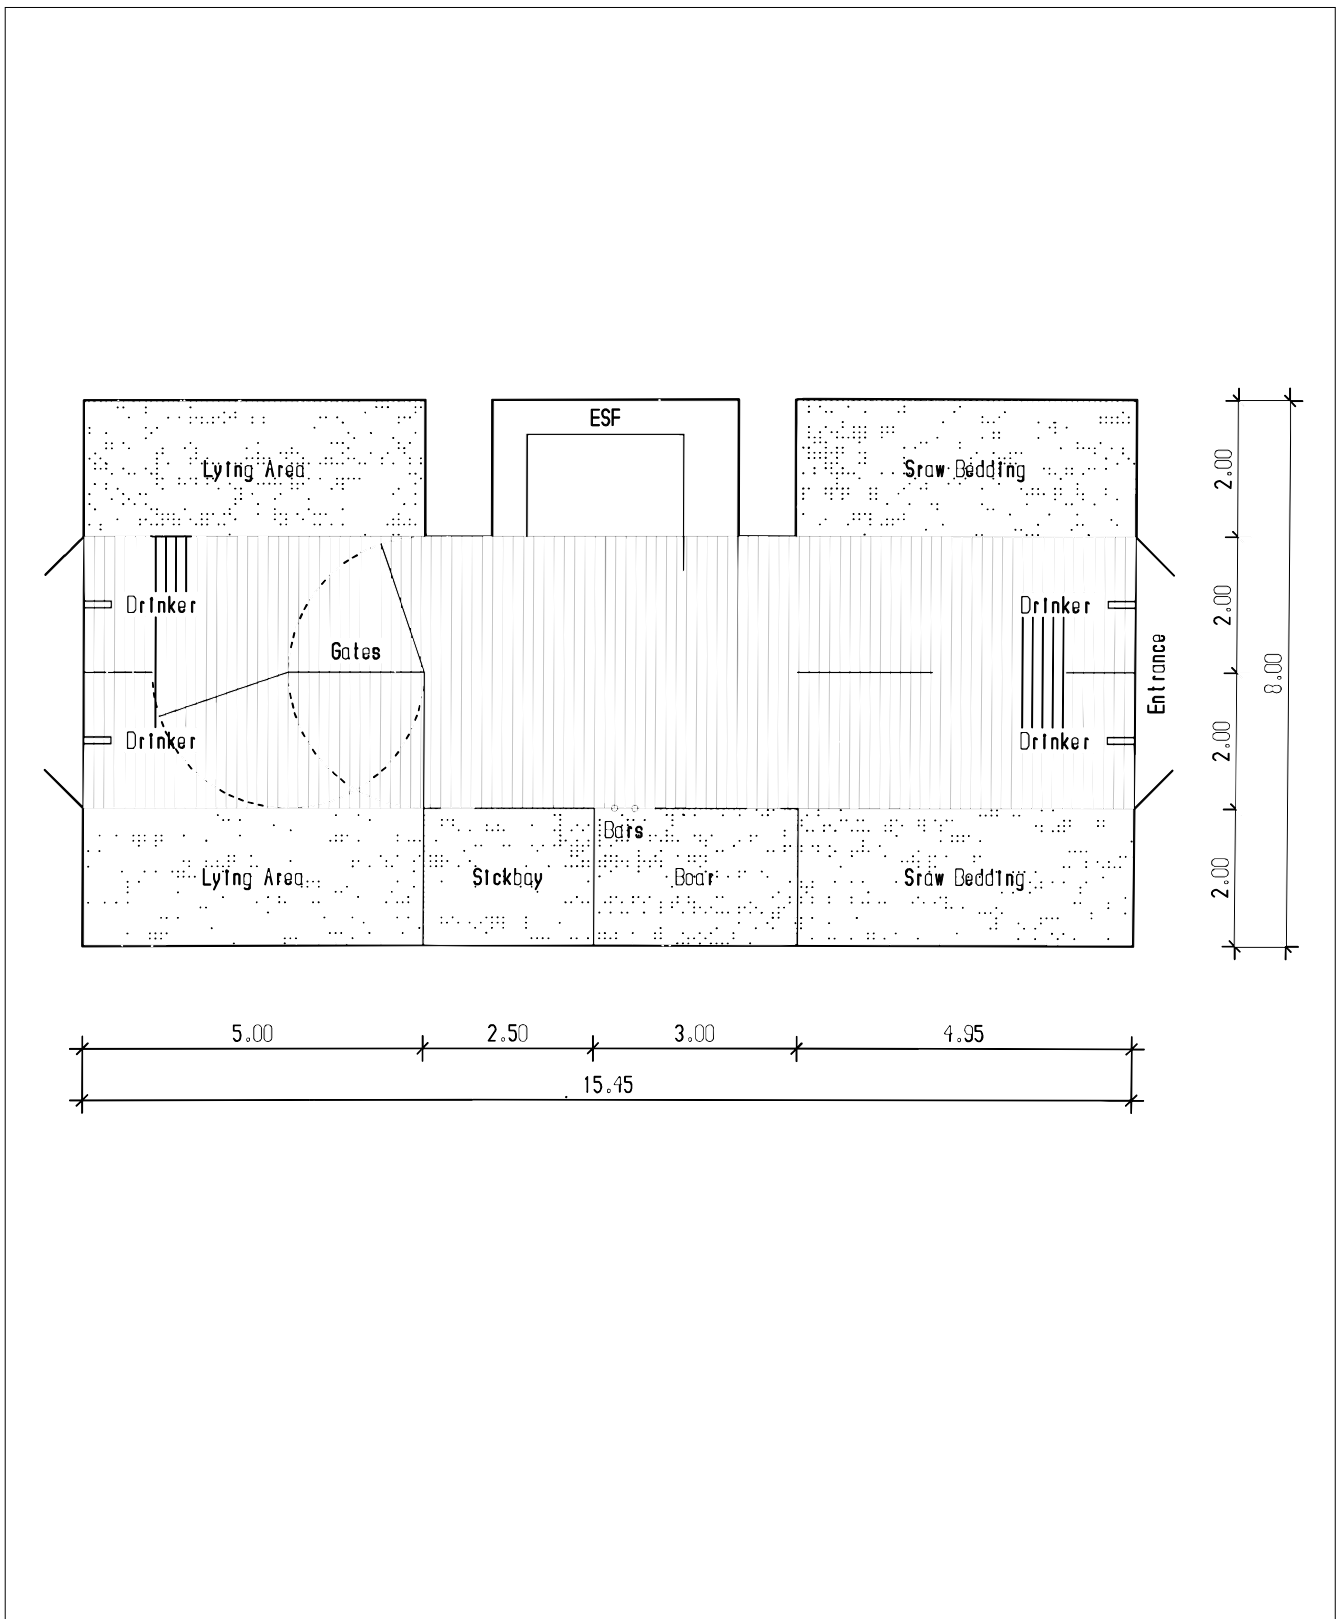 ESF
Lying Area
Sraw Bedding
2.00
Drinker
Drinker
2.00
Gates
Entrance
8.00
Drinker
Drinker
2.00
Bars
Lying Area
Sickbay
Boar
Sraw Bedding
2.00
5.00
2.50
3.00
4.95
15.45